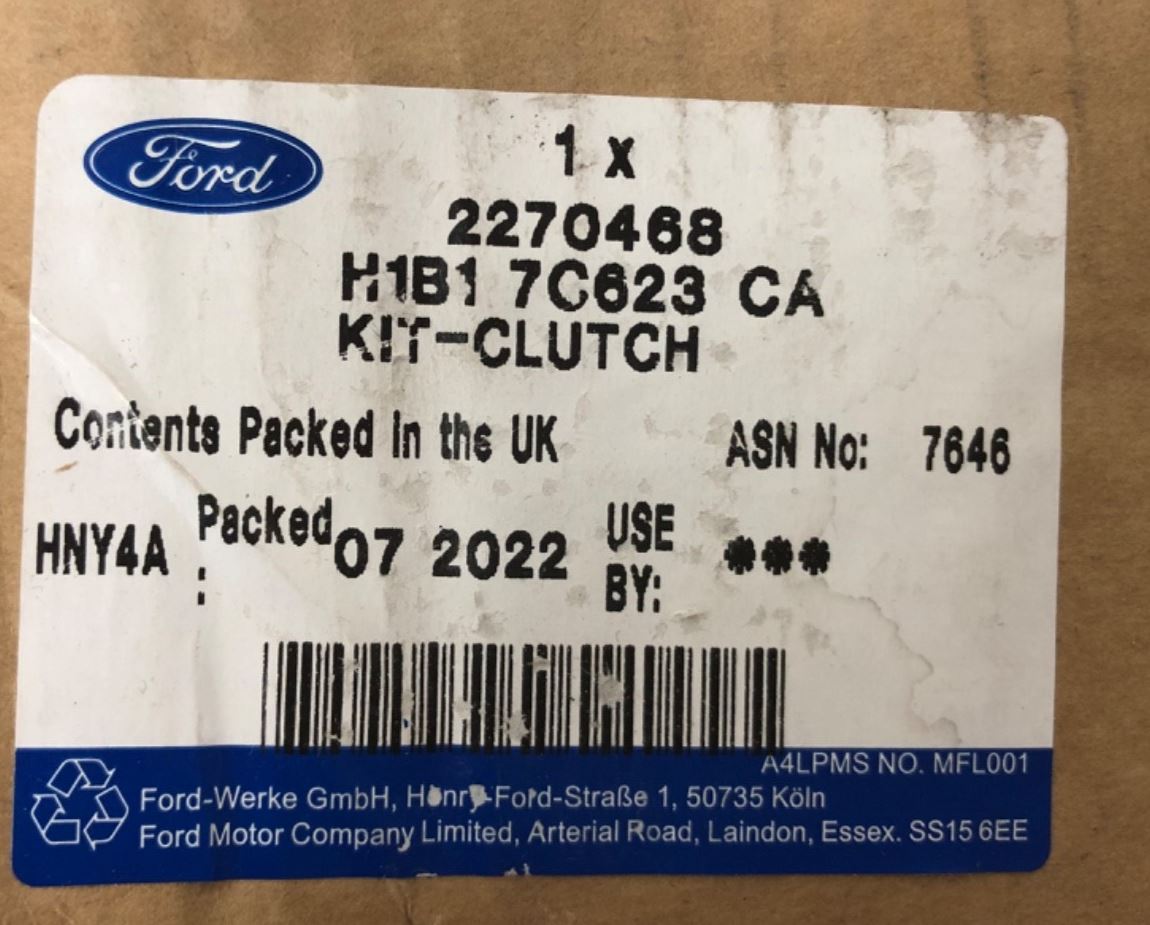 Ford
1 x
2270468
H1B1 7C623 CA
KIT-CLUTCH
Contents Packed in the UK
ASN No: 7646
HNY4A Packed : 07 2022 USE BY: ***
A4LPMS NO. MFL001
Ford-Werke GmbH, Henry-Ford-Straße 1, 50735 Köln
Ford Motor Company Limited, Arterial Road, Laindon, Essex. SS15 6EE